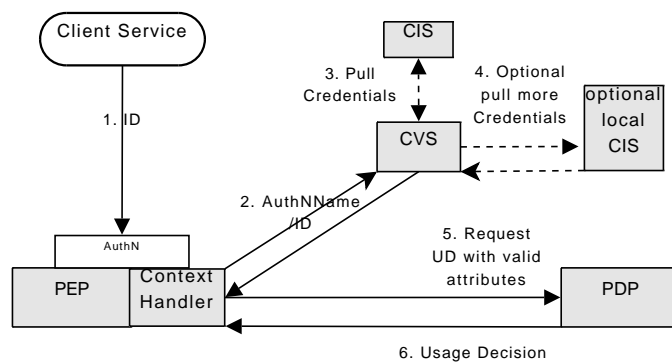 Client Service
CIS
3. Pull
Credentials
4. Optional
pull more
Credentials
optional
local
CIS
1. ID
CVS
2. AuthNName
/ID
AuthN
5. Request
UD with valid
attributes
PEP
Context
Handler
PDP
6. Usage Decision